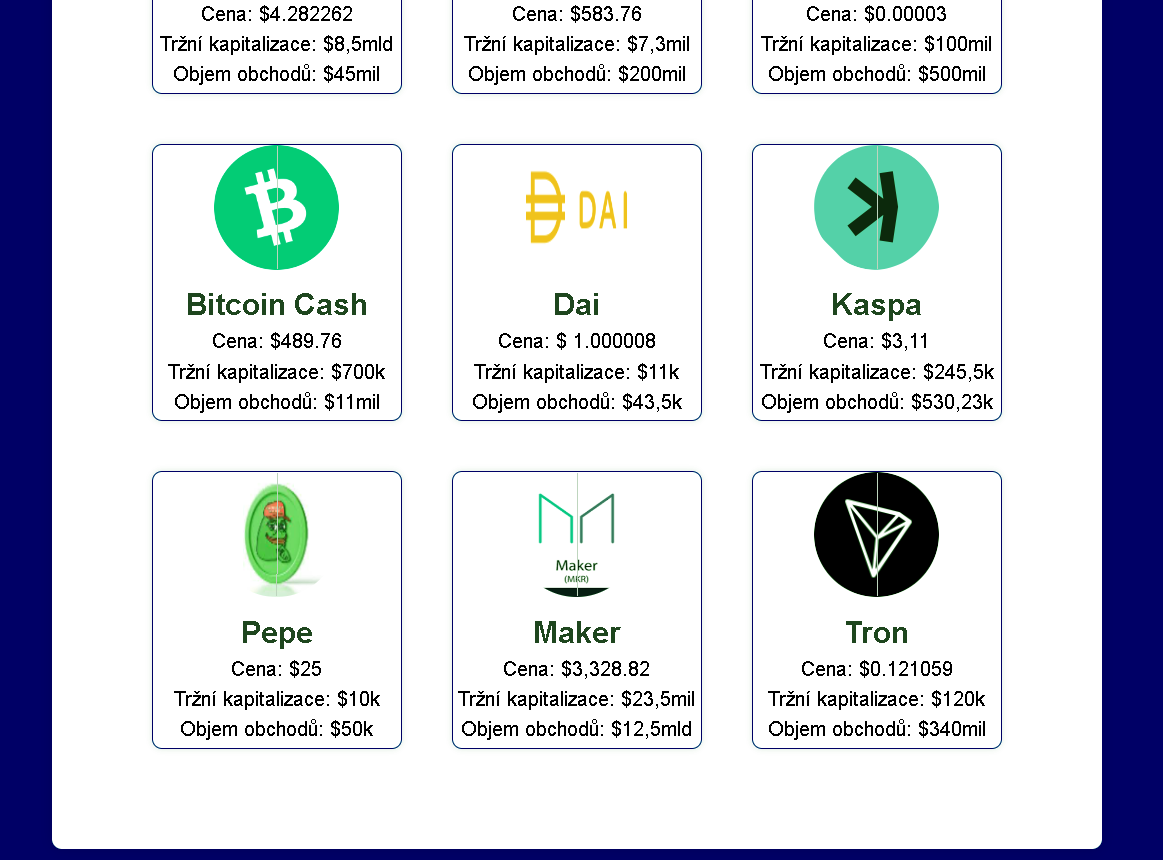 Cena: $4.282262
Tržní kapitalizace: $8,5mld
Objem obchodů: $45mil
Cena: $583.76
Tržní kapitalizace: $7,3mil
Objem obchodů: $200mil
Cena: $0.00003
Tržní kapitalizace: $100mil
Objem obchodů: $500mil
Bitcoin Cash
Cena: $489.76
Tržní kapitalizace: $700k
Objem obchodů: $11mil
DAI
Dai
Cena: $ 1.000008
Tržní kapitalizace: $11k
Objem obchodů: $43,5k
Kaspa
Cena: $3,11
Tržní kapitalizace: $245,5k
Objem obchodů: $530,23k
Pepe
Cena: $25
Tržní kapitalizace: $10k
Objem obchodů: $50k
Maker
(MKR)
Maker
Cena: $3,328.82
Tržní kapitalizace: $23,5mil
Objem obchodů: $12,5mld
Tron
Cena: $0.121059
Tržní kapitalizace: $120k
Objem obchodů: $340mil